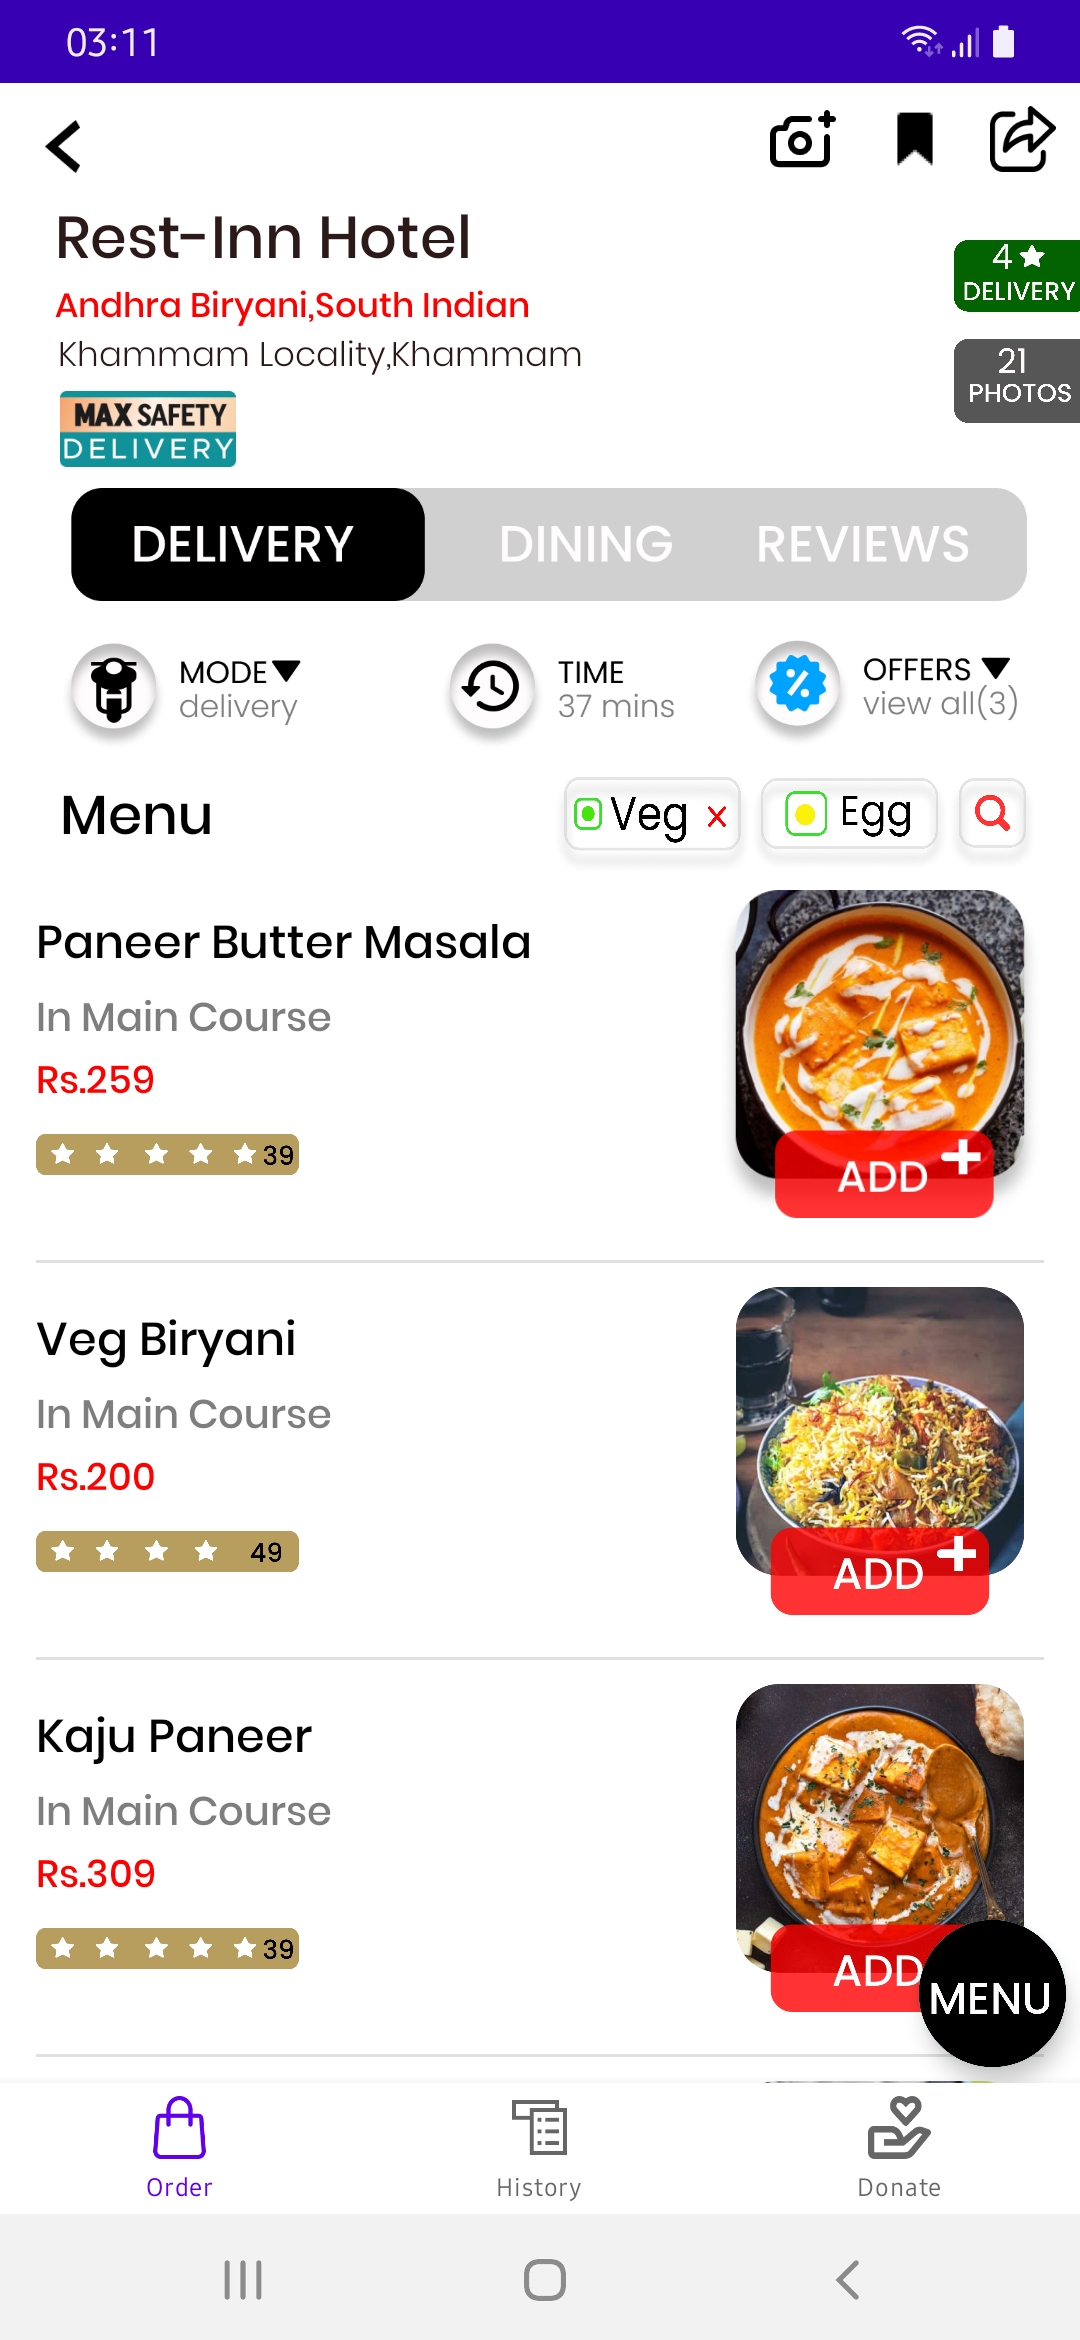 03:11
Rest-Inn Hotel
Andhra Biryani,South Indian
Khammam Locality,Khammam
4
DELIVERY
21
PHOTOS
MAX SAFETY
DELIVERY
DELIVERY DINING REVIEWS
MODE TIME OFFERS
delivery 37 mins view all(3)
Menu Veg × Egg
Paneer Butter Masala
In Main Course
Rs.259
39
ADD +
Veg Biryani
In Main Course
Rs.200
49
ADD +
Kaju Paneer
In Main Course
Rs.309
39
ADD
MENU
Order History Donate